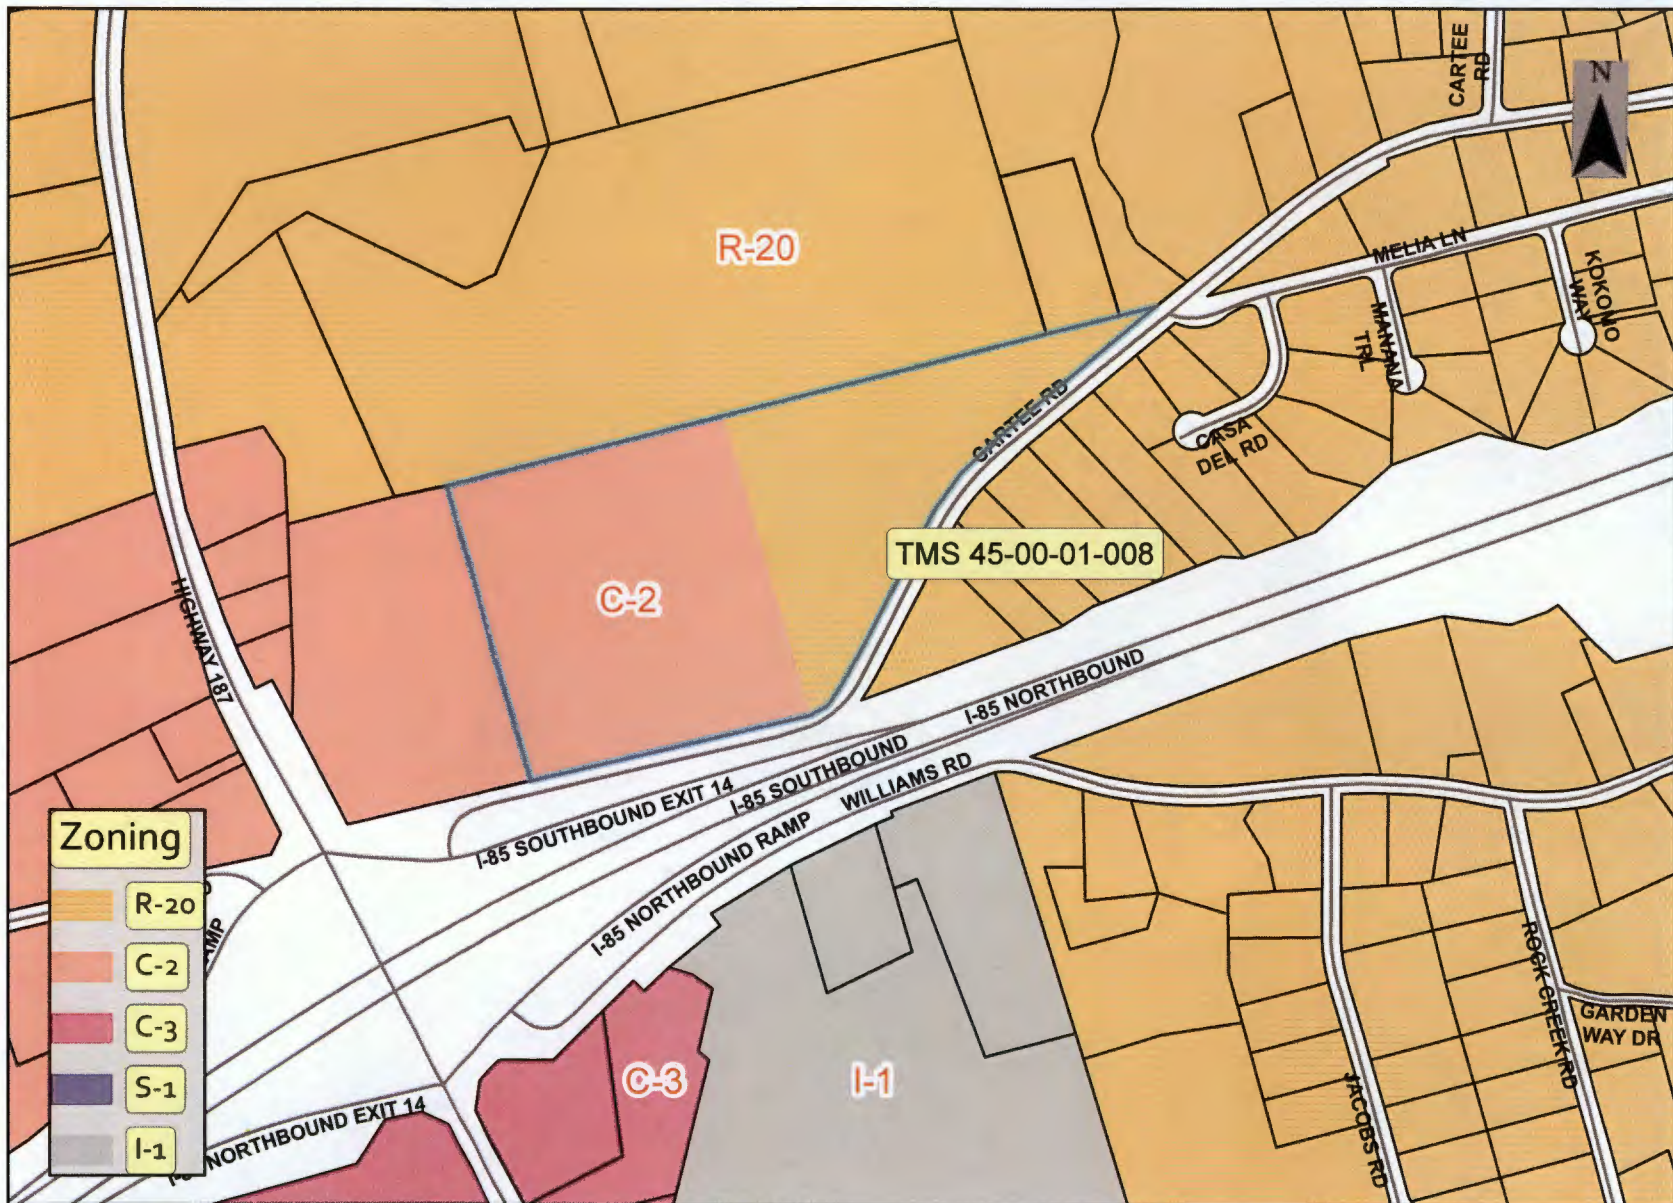 CARTEE
RD
N
R-20
MELIA LN
KOKOMO
WAY
MANANA
TRL
CARTEE RD
CASA
DEL RD
TMS 45-00-01-008
C-2
HIGHWAY 187
I-85 NORTHBOUND
I-85 SOUTHBOUND
I-85 SOUTHBOUND EXIT 14
WILLIAMS RD
I-85 NORTHBOUND RAMP
Zoning
R-20
C-2
C-3
S-1
I-1
AMP
C-3
I-1
ROCK CREEK RD
GARDEN
WAY DR
JACOBS RD
NORTHBOUND EXIT 14